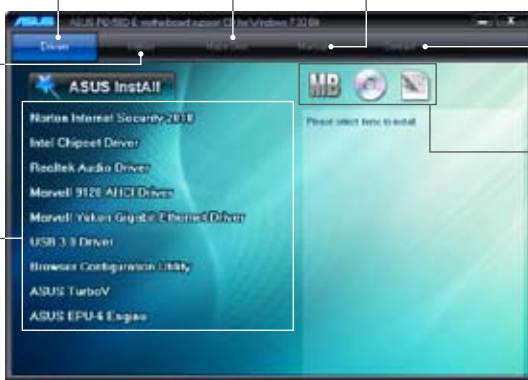 ASUS
Drivers
Manual
ASUS InstAll
MB
Please select items to install.
Norton Internet Security 2010
Intel Chipset Driver
Realtek Audio Driver
Marvell 9128 AHCI Driver
Marvell Yukon Gigabit Ethernet Driver
USB 3.0 Driver
Browser Configuration Utility
ASUS TurboV
ASUS EPU-6 Engine